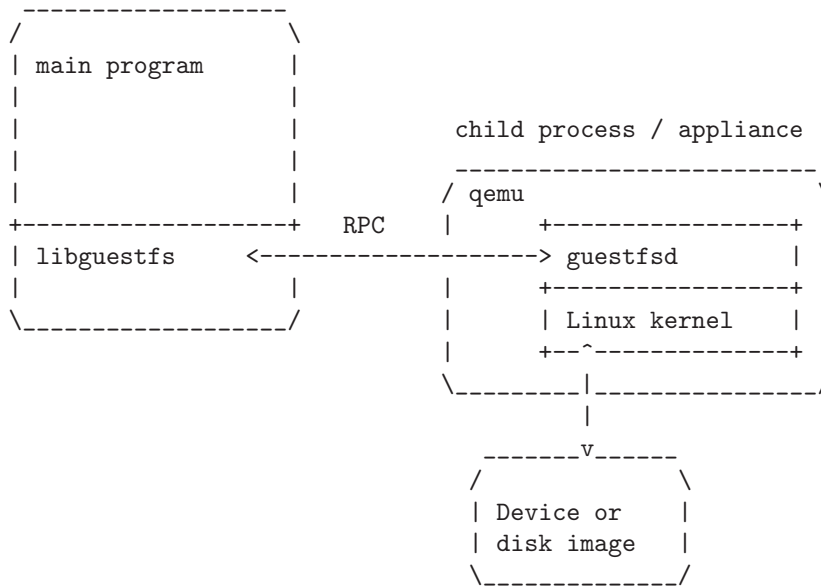 main program
child process / appliance
qemu
RPC
libguestfs
guestfsd
Linux kernel
Device or
disk image